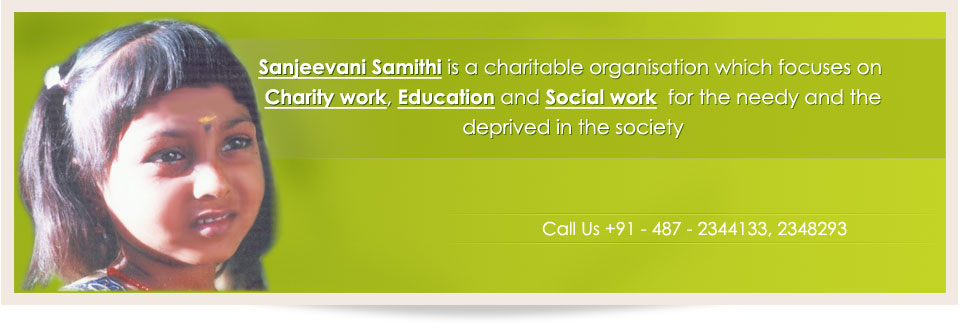 Sanjeevani Samithi is a charitable organisation which focuses on
Charity work, Education and Social work for the needy and the
deprived in the society
Call Us +91 - 487 - 2344133, 2348293